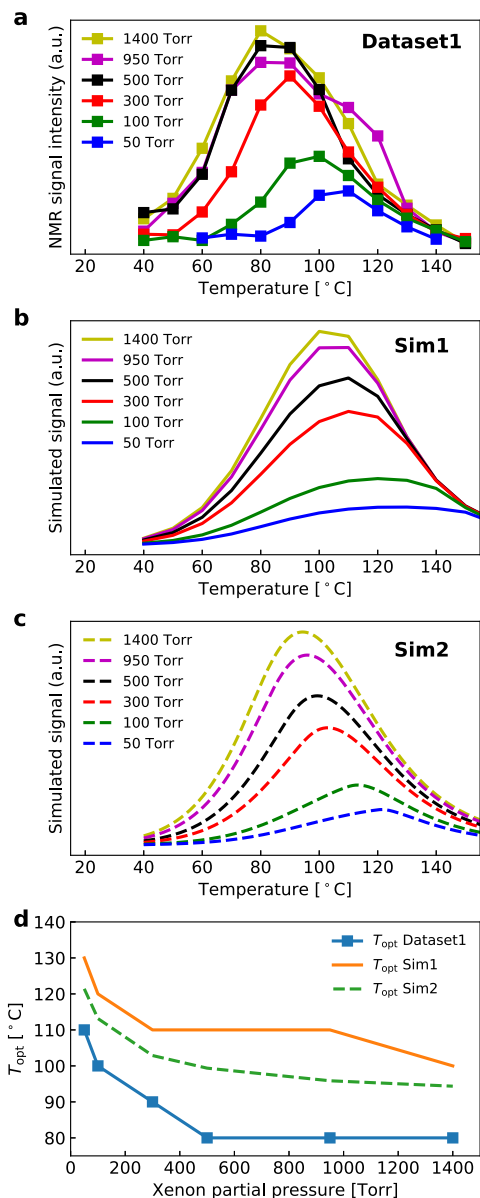 a
Dataset1
1400 Torr
950 Torr
500 Torr
300 Torr
100 Torr
50 Torr
NMR signal intensity (a.u.)
20 40 60 80 100 120 140
Temperature [°C]
b
Sim1
1400 Torr
950 Torr
500 Torr
300 Torr
100 Torr
50 Torr
Simulated signal (a.u.)
20 40 60 80 100 120 140
Temperature [°C]
c
Sim2
1400 Torr
950 Torr
500 Torr
300 Torr
100 Torr
50 Torr
Simulated signal (a.u.)
20 40 60 80 100 120 140
Temperature [°C]
d
140
130
120
110
100
90
80
T_opt [°C]
T_opt Dataset1
T_opt Sim1
T_opt Sim2
0 200 400 600 800 1000 1200 1400
Xenon partial pressure [Torr]